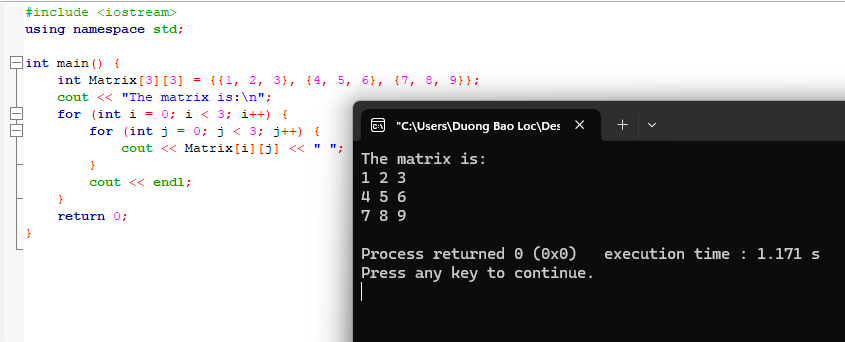 #include <iostream>
using namespace std;
int main() {
    int Matrix[3][3] = {{1, 2, 3}, {4, 5, 6}, {7, 8, 9}};
    cout << "The matrix is:\n";
    for (int i = 0; i < 3; i++) {
        for (int j = 0; j < 3; j++) {
            cout << Matrix[i][j] << " ";
        }
        cout << endl;
    }
    return 0;
}
"C:\Users\Duong Bao Loc\Des
The matrix is:
1 2 3
4 5 6
7 8 9
Process returned 0 (0x0)   execution time : 1.171 s
Press any key to continue.